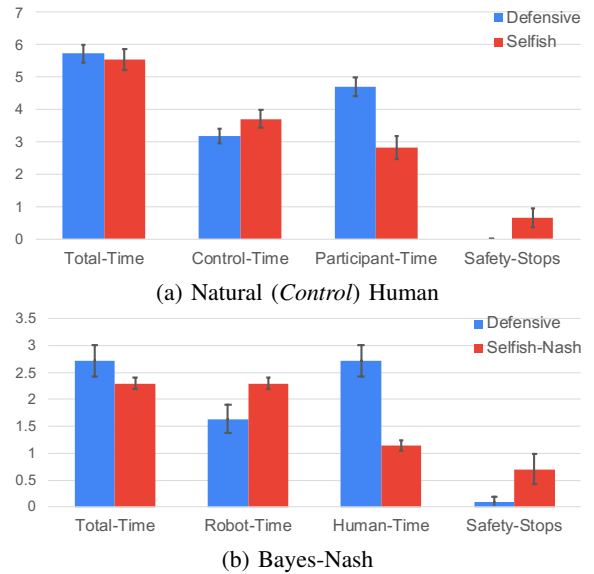 7
6
5
4
3
2
1
0
Defensive
Selfish
Total-Time Control-Time Participant-Time Safety-Stops
(a) Natural (Control) Human
3.5
3
2.5
2
1.5
1
0.5
0
Defensive
Selfish-Nash
Total-Time Robot-Time Human-Time Safety-Stops
(b) Bayes-Nash